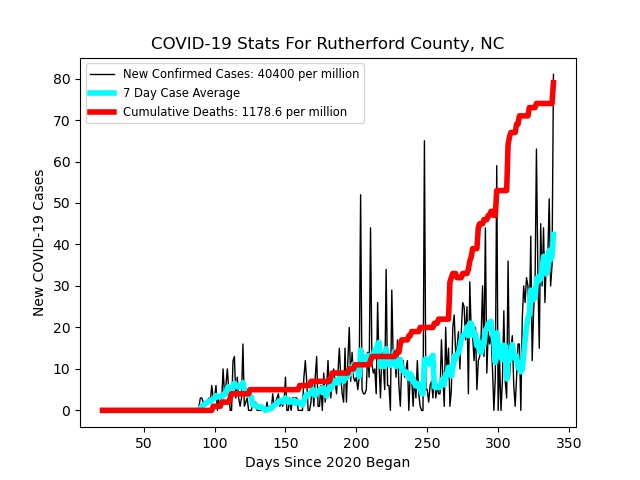 COVID-19 Stats For Rutherford County, NC
New Confirmed Cases: 40400 per million
7 Day Case Average
Cumulative Deaths: 1178.6 per million
New COVID-19 Cases
80
70
60
50
40
30
20
10
0
50 100 150 200 250 300 350
Days Since 2020 Began